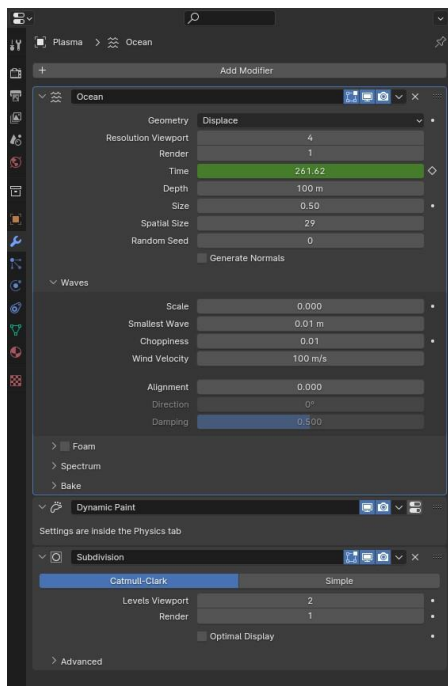 Plasma > Ocean
+ Add Modifier
Ocean
Geometry Displace
Resolution Viewport 4
Render 1
Time 261.62
Depth 100 m
Size 0.50
Spatial Size 29
Random Seed 0
Generate Normals
Waves
Scale 0.000
Smallest Wave 0.01 m
Choppiness 0.01
Wind Velocity 100 m/s
Alignment 0.000
Direction 0°
Damping 0.500
Foam
Spectrum
Bake
Dynamic Paint
Settings are inside the Physics tab
Subdivision
Catmull-Clark Simple
Levels Viewport 2
Render 1
Optimal Display
Advanced